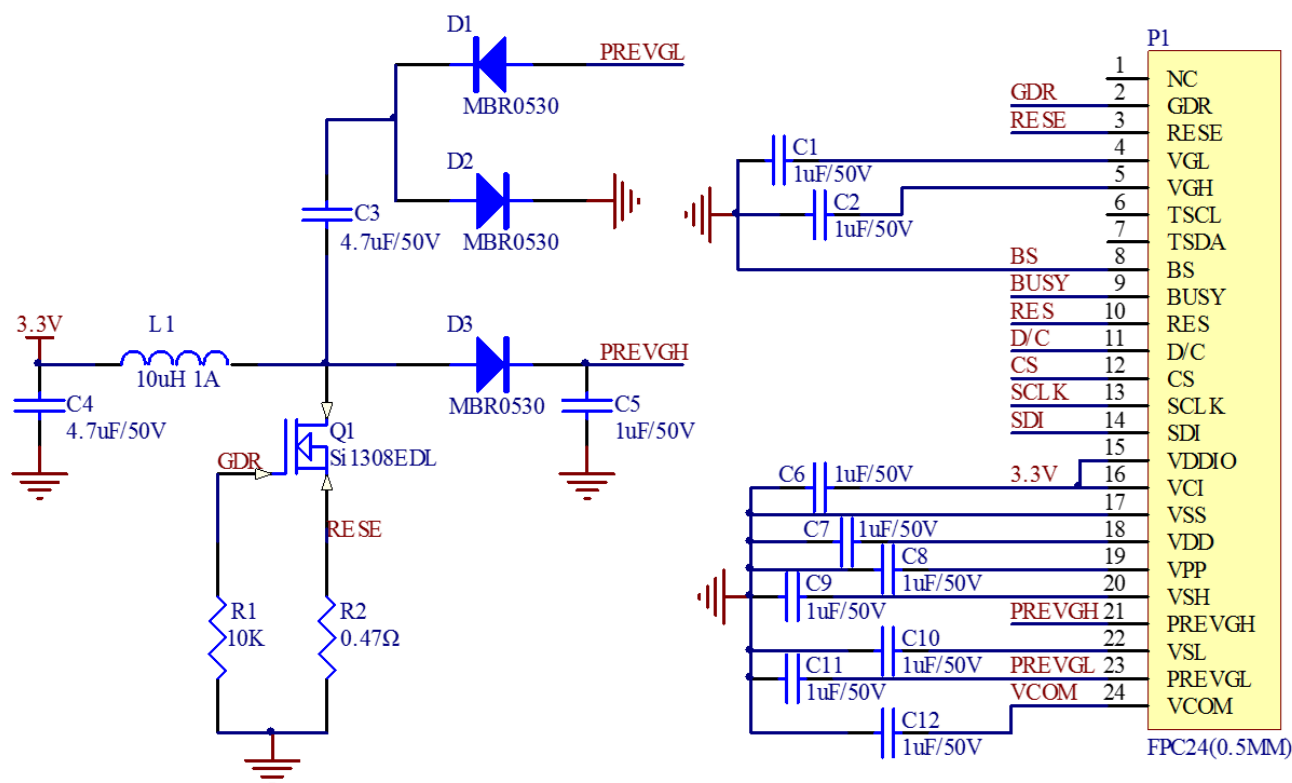 D1
PREVGL
MBR0530
D2
MBR0530
C3
4.7uF/50V
3.3V
L1
10uH 1A
D3
PREVGH
MBR0530
C4
4.7uF/50V
C5
1uF/50V
Q1
Si1308EDL
GDR
RESE
R1
10K
R2
0.47Ω
P1
1 NC
GDR 2 GDR
RESE 3 RESE
C1
1uF/50V
4 VGL
5 VGH
C2
1uF/50V
6 TSCL
7 TSDA
BS 8 BS
BUSY 9 BUSY
RES 10 RES
D/C 11 D/C
CS 12 CS
SCLK 13 SCLK
SDI 14 SDI
15 VDDIO
C6 1uF/50V 3.3V 16 VCI
17 VSS
C7 1uF/50V 18 VDD
C8
1uF/50V
19 VPP
C9
1uF/50V
20 VSH
PREVGH 21 PREVGH
C10
1uF/50V
22 VSL
C11
1uF/50V
PREVGL 23 PREVGL
VCOM 24 VCOM
C12
1uF/50V
FPC24(0.5MM)